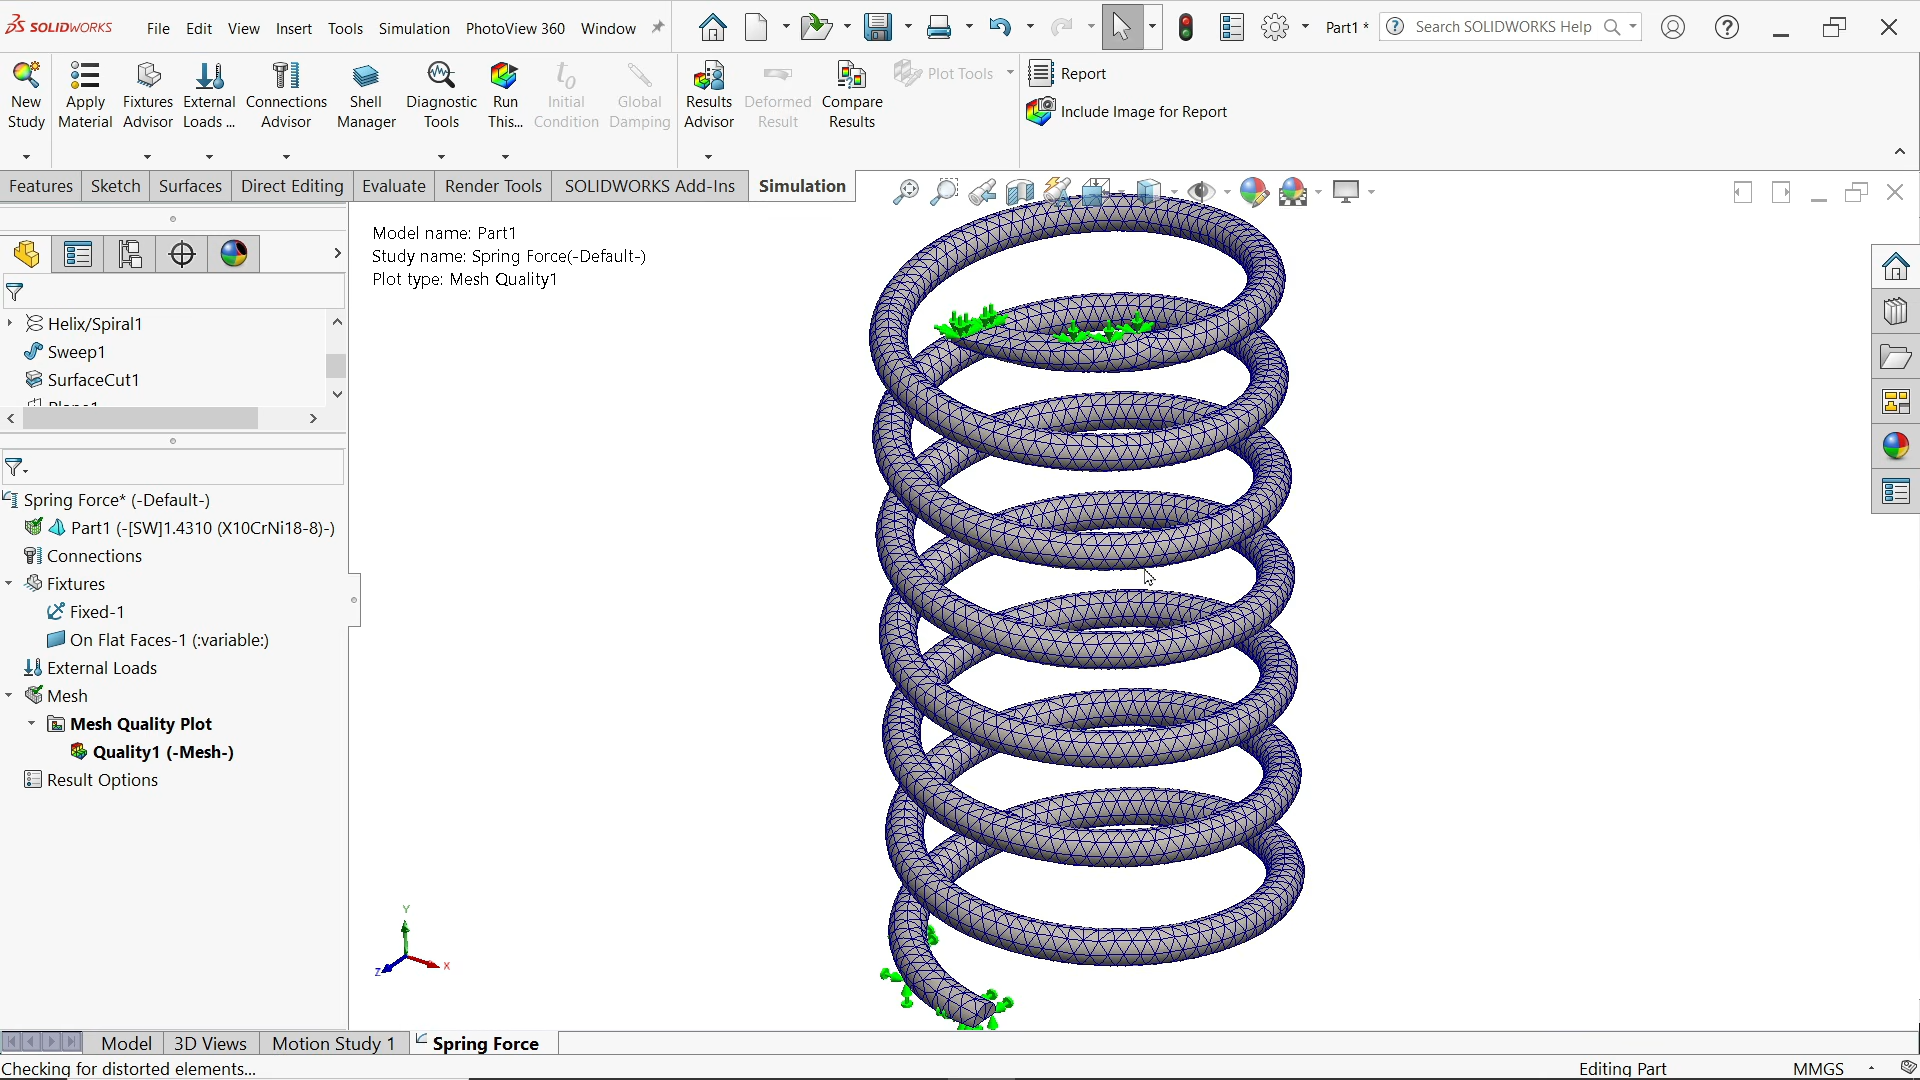 SOLIDWORKS File Edit View Insert Tools Simulation PhotoView 360 Window Part1 * Search SOLIDWORKS Help
New Study
Apply Material
Fixtures Advisor
External Loads ...
Connections Advisor
Shell Manager
Diagnostic Tools
Run This...
Initial Condition
Global Damping
Results Advisor
Deformed Result
Compare Results
Plot Tools
Report
Include Image for Report
Features Sketch Surfaces Direct Editing Evaluate Render Tools SOLIDWORKS Add-Ins Simulation
Model name: Part1
Study name: Spring Force(-Default-)
Plot type: Mesh Quality1
Helix/Spiral1
Sweep1
SurfaceCut1
Plane1
Spring Force* (-Default-)
Part1 (-[SW]1.4310 (X10CrNi18-8)-)
Connections
Fixtures
Fixed-1
On Flat Faces-1 (:variable:)
External Loads
Mesh
Mesh Quality Plot
Quality1 (-Mesh-)
Result Options
Y
Z X
Model 3D Views Motion Study 1 Spring Force
Checking for distorted elements... Editing Part MMGS